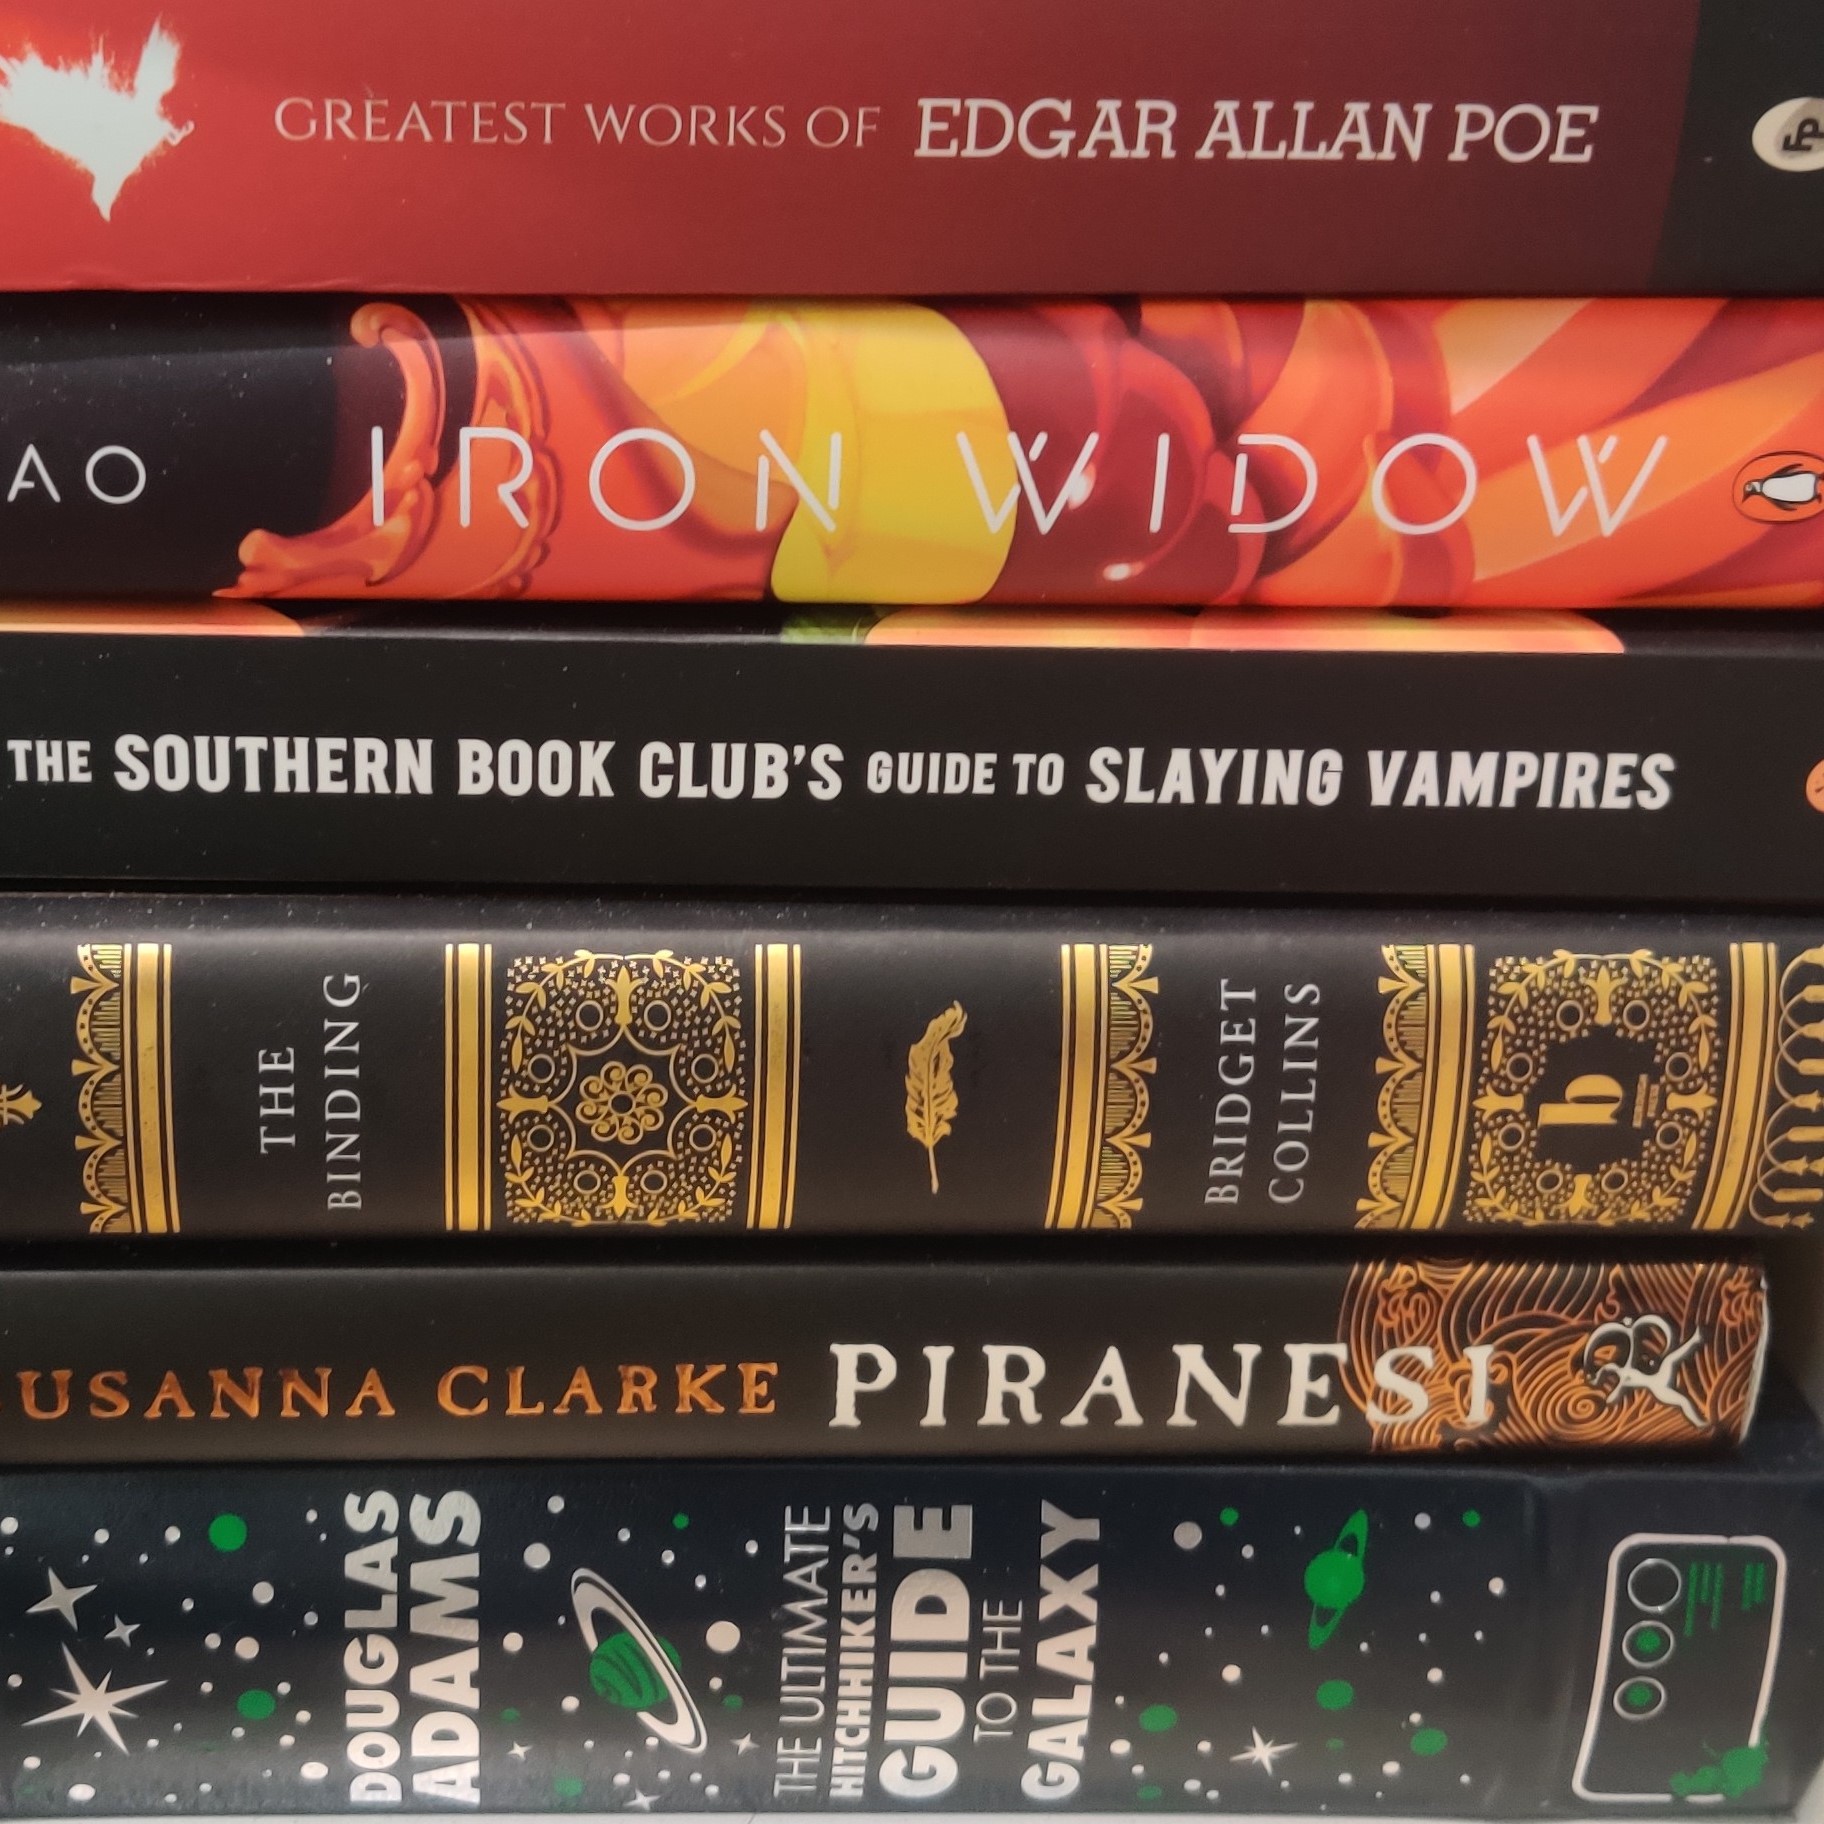 GREATEST WORKS OF EDGAR ALLAN POE
FP
AO IRON WIDOW
THE SOUTHERN BOOK CLUB'S GUIDE TO SLAYING VAMPIRES
THE
BINDING
BRIDGET
COLLINS
b
USANNA CLARKE PIRANESI
DOUGLAS
ADAMS
THE ULTIMATE
HITCHHIKER'S
GUIDE
TO THE
GALAXY